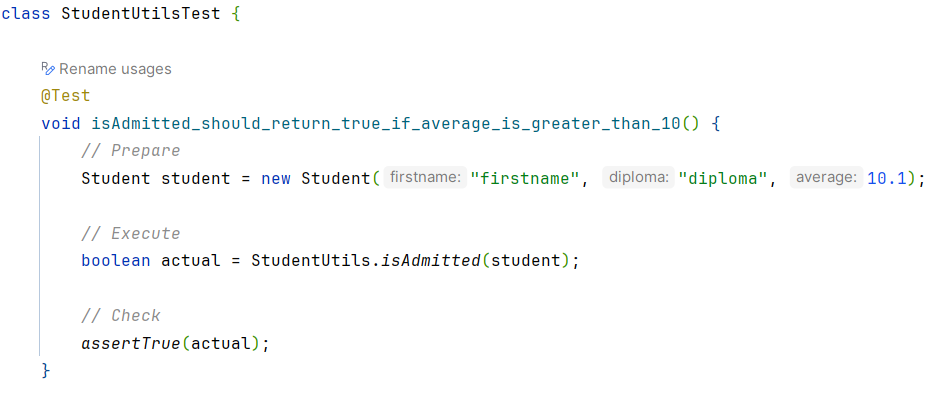 class StudentUtilsTest {
Rename usages
@Test
void isAdmitted_should_return_true_if_average_is_greater_than_10() {
// Prepare
Student student = new Student( firstname: "firstname", diploma: "diploma", average: 10.1);
// Execute
boolean actual = StudentUtils.isAdmitted(student);
// Check
assertTrue(actual);
}